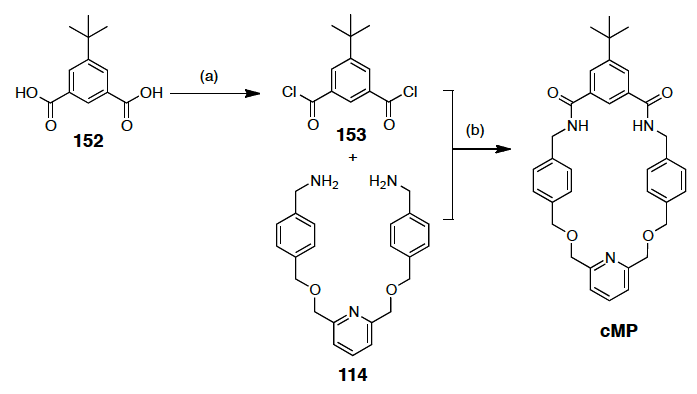 HO
OH
O
O
152
(a)
Cl
Cl
O
O
153
+
NH2
H2N
O
O
N
114
(b)
O
O
NH
HN
O
O
N
cMP